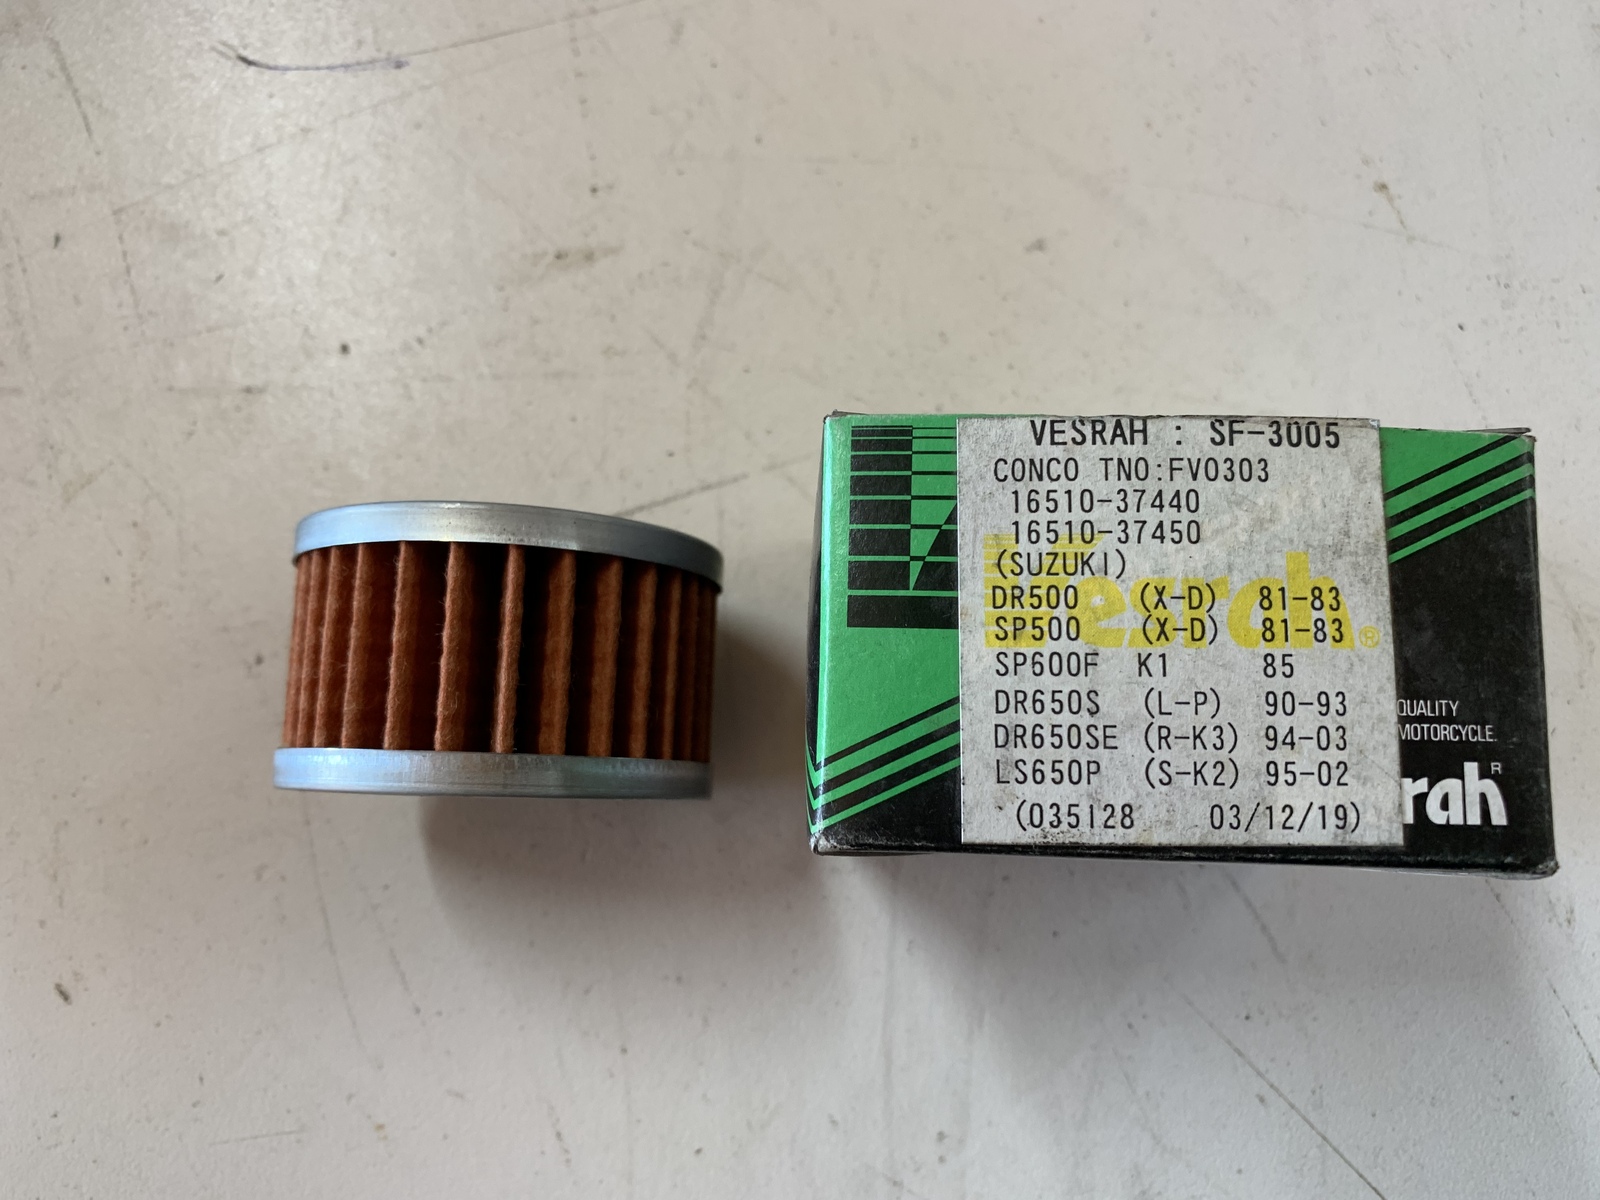 VESRAH : SF-3005
CONCO TNO:FV0303
16510-37440
16510-37450
(SUZUKI)
DR500 (X-D) 81-83
SP500 (X-D) 81-83
SP600F K1 85
DR650S (L-P) 90-93
DR650SE (R-K3) 94-03
LS650P (S-K2) 95-02
(035128 03/12/19)
Vesrah®
QUALITY
MOTORCYCLE.
rah R